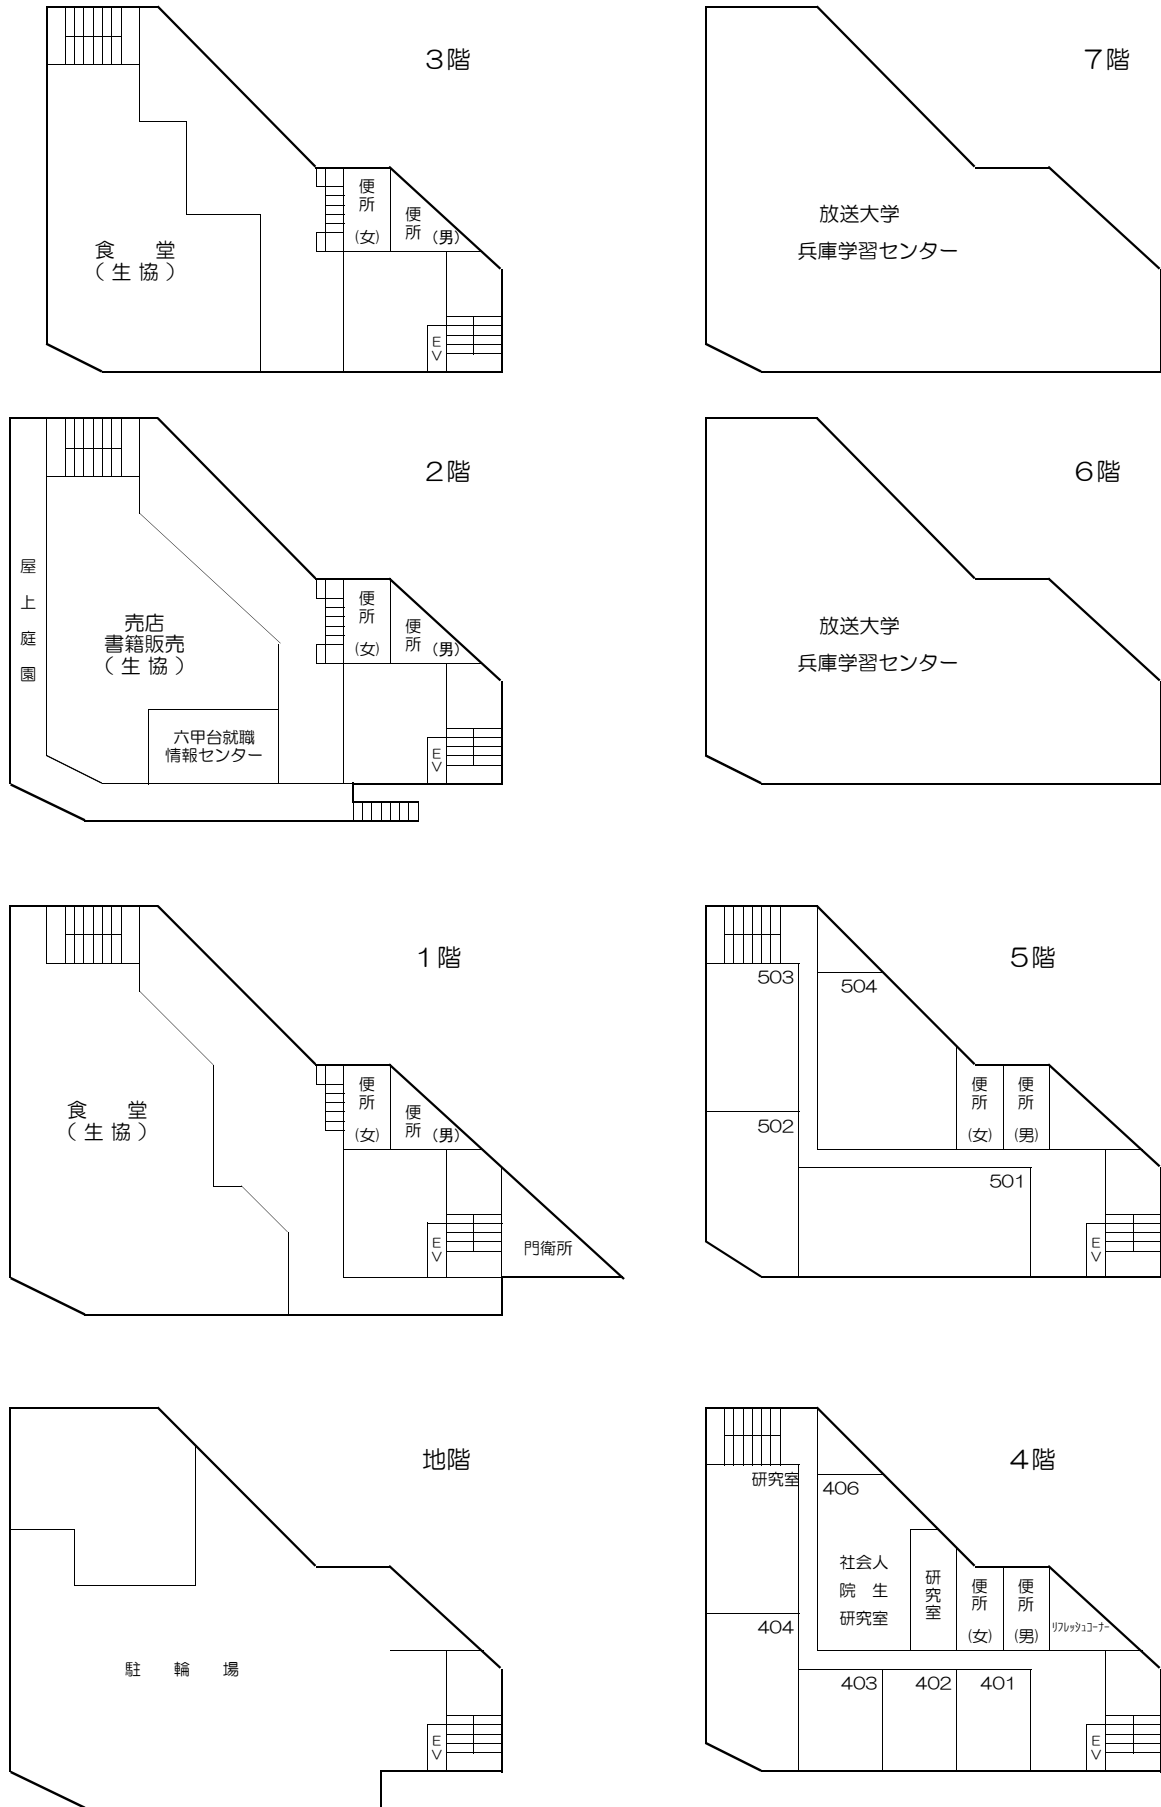 3階
便所
(女)
便所
(男)
食　堂
(生協)
EV
7階
放送大学
兵庫学習センター
2階
屋上庭園
便所
(女)
便所
(男)
売店
書籍販売
(生協)
六甲台就職
情報センター
EV
6階
放送大学
兵庫学習センター
1階
便所
(女)
便所
(男)
食　堂
(生協)
EV
門衛所
5階
503
504
便所
(女)
便所
(男)
502
501
EV
地階
駐　輪　場
EV
4階
研究室
406
社会人
院　生
研究室
研究室
便所
(女)
便所
(男)
ﾘﾌﾚｯｼｭｺｰﾅｰ
404
403
402
401
EV